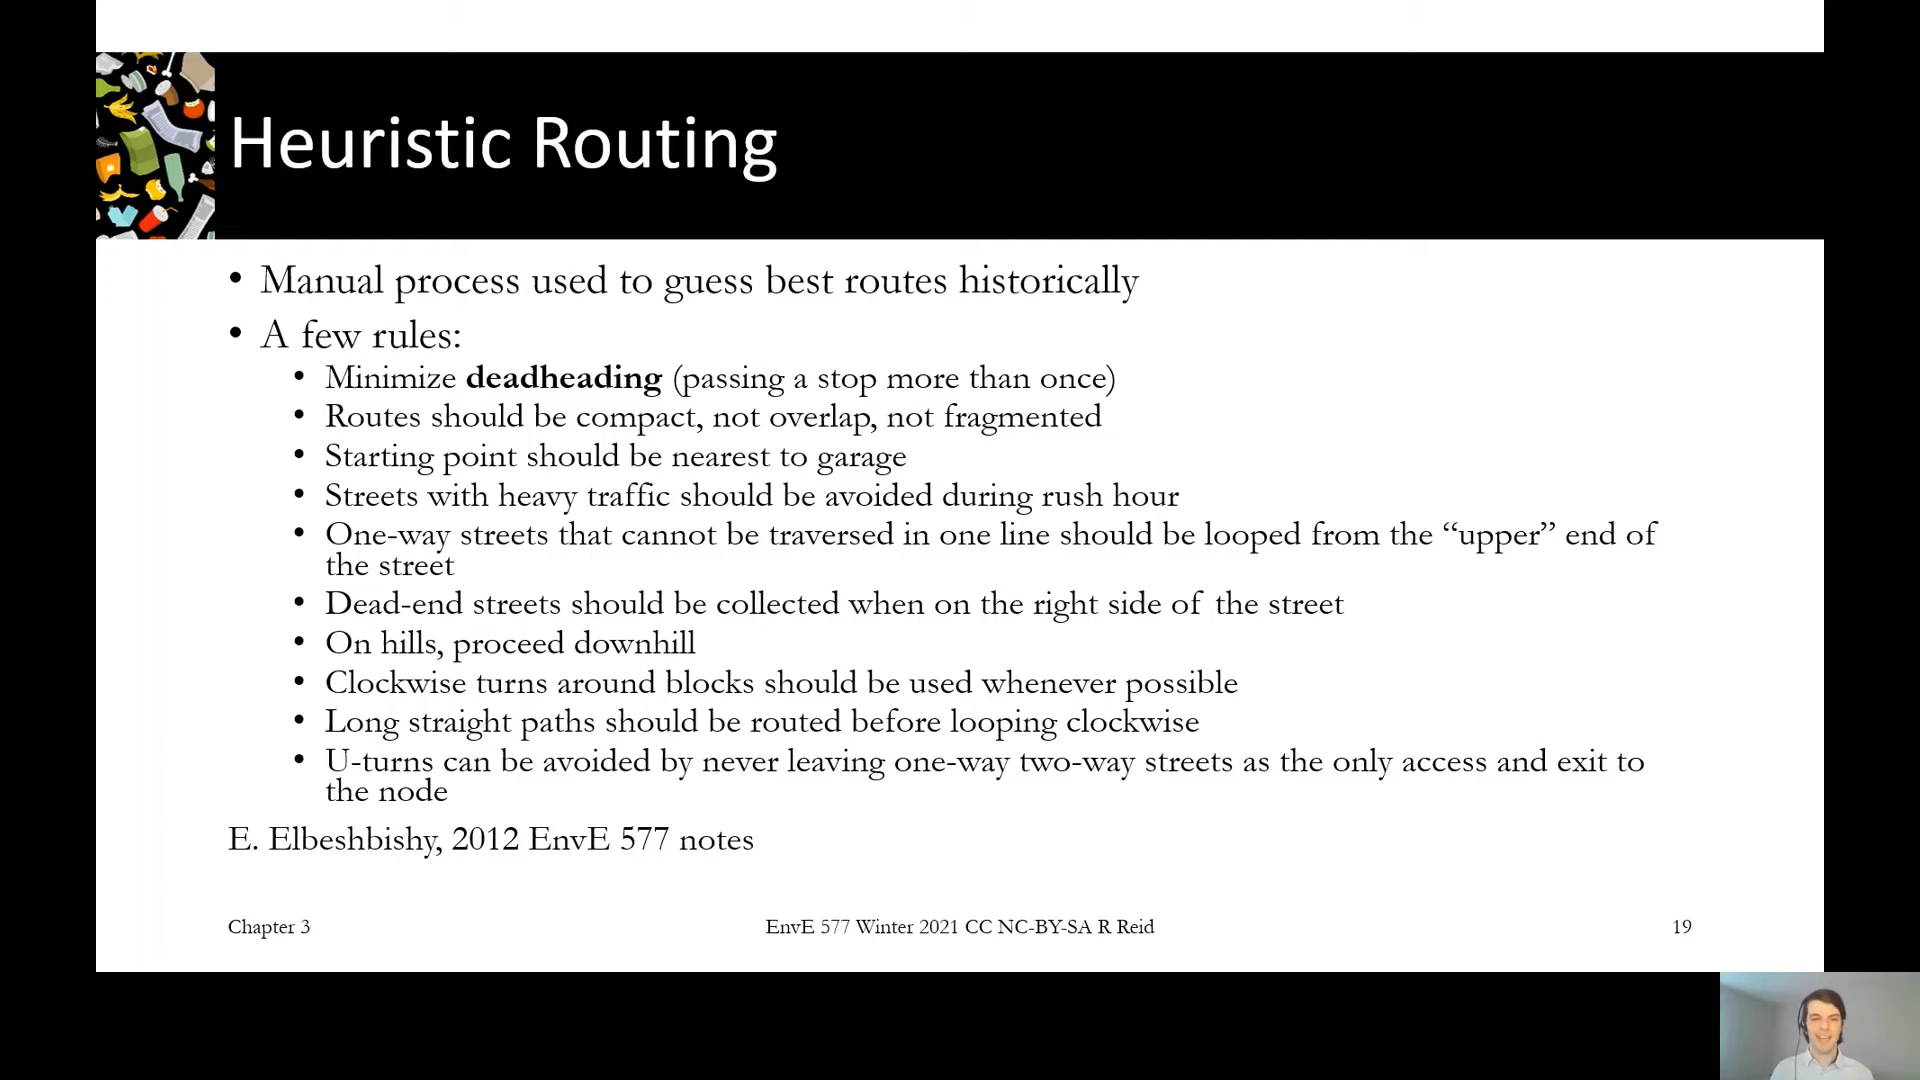 Heuristic Routing
• Manual process used to guess best routes historically
• A few rules:
• Minimize deadheading (passing a stop more than once)
• Routes should be compact, not overlap, not fragmented
• Starting point should be nearest to garage
• Streets with heavy traffic should be avoided during rush hour
• One-way streets that cannot be traversed in one line should be looped from the “upper” end of
the street
• Dead-end streets should be collected when on the right side of the street
• On hills, proceed downhill
• Clockwise turns around blocks should be used whenever possible
• Long straight paths should be routed before looping clockwise
• U-turns can be avoided by never leaving one-way two-way streets as the only access and exit to
the node
E. Elbeshbishy, 2012 EnvE 577 notes
Chapter 3
EnvE 577 Winter 2021 CC NC-BY-SA R Reid
19